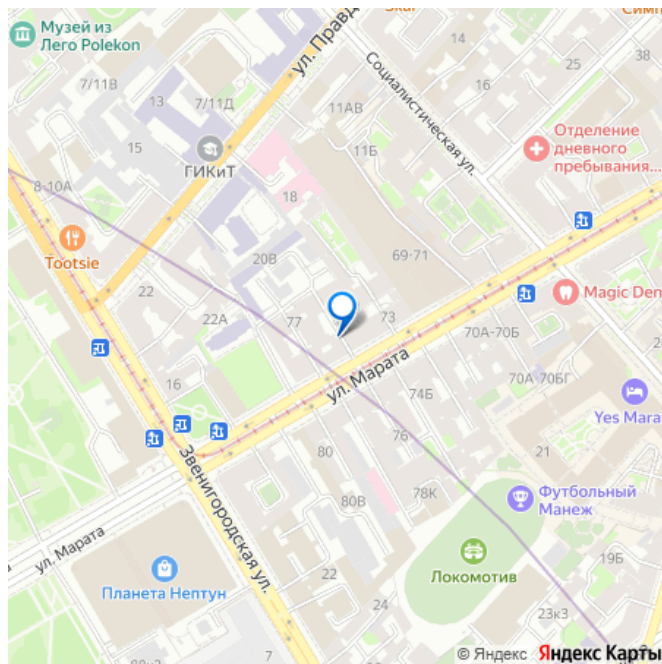 Skaf
Симп
Музей из
Лего Polekon
ул. Правд
14
38
25
7/11В
16
Социалистическая ул.
13
7/11Д
11АВ
15
ГИКиТ
11Б
Отделение
дневного
пребывания...
8-10А
18
Tootsie
20В
69-71
22
Magic Den
22А
77
73
70А-70Б
ул. Марата
16
74Б
70А 70БГ
Yes Mara
76
21
80
Звенигородская ул.
78К
Футбольный
Манеж
80В
ул. Марата
19Б
22
Локомотив
Планета Нептун
24
23к3
7
© Яндекс Яндекс Карты